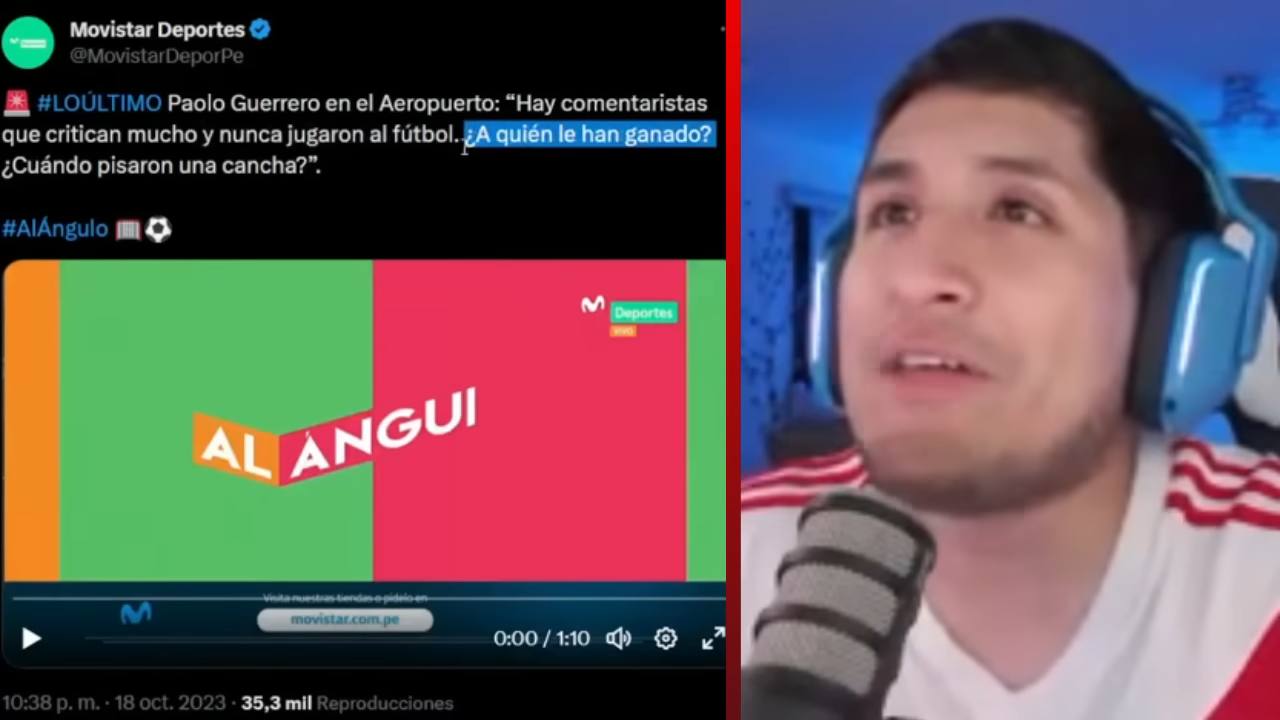 Movistar Deportes
@MovistarDeporPe
#LOÚLTIMO Paolo Guerrero en el Aeropuerto: “Hay comentaristas
que critican mucho y nunca jugaron al fútbol. ¿A quién le han ganado?
¿Cuándo pisaron una cancha?”.
#AlÁngulo
Deportes
VIVO
AL ÁNGUI
Visita nuestras tiendas o pídelo en
movistar.com.pe
0:00 / 1:10
10:38 p. m. · 18 oct. 2023 · 35,3 mil Reproducciones